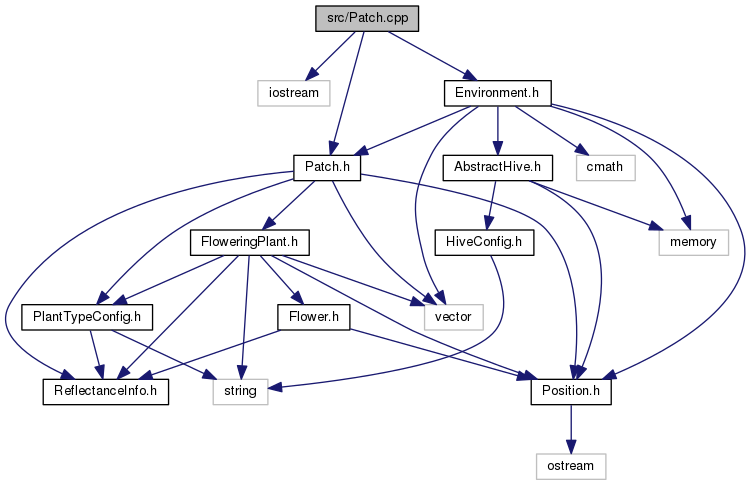 src/Patch.cpp
iostream
Environment.h
Patch.h
AbstractHive.h
cmath
FloweringPlant.h
HiveConfig.h
memory
PlantTypeConfig.h
Flower.h
vector
ReflectanceInfo.h
string
Position.h
ostream